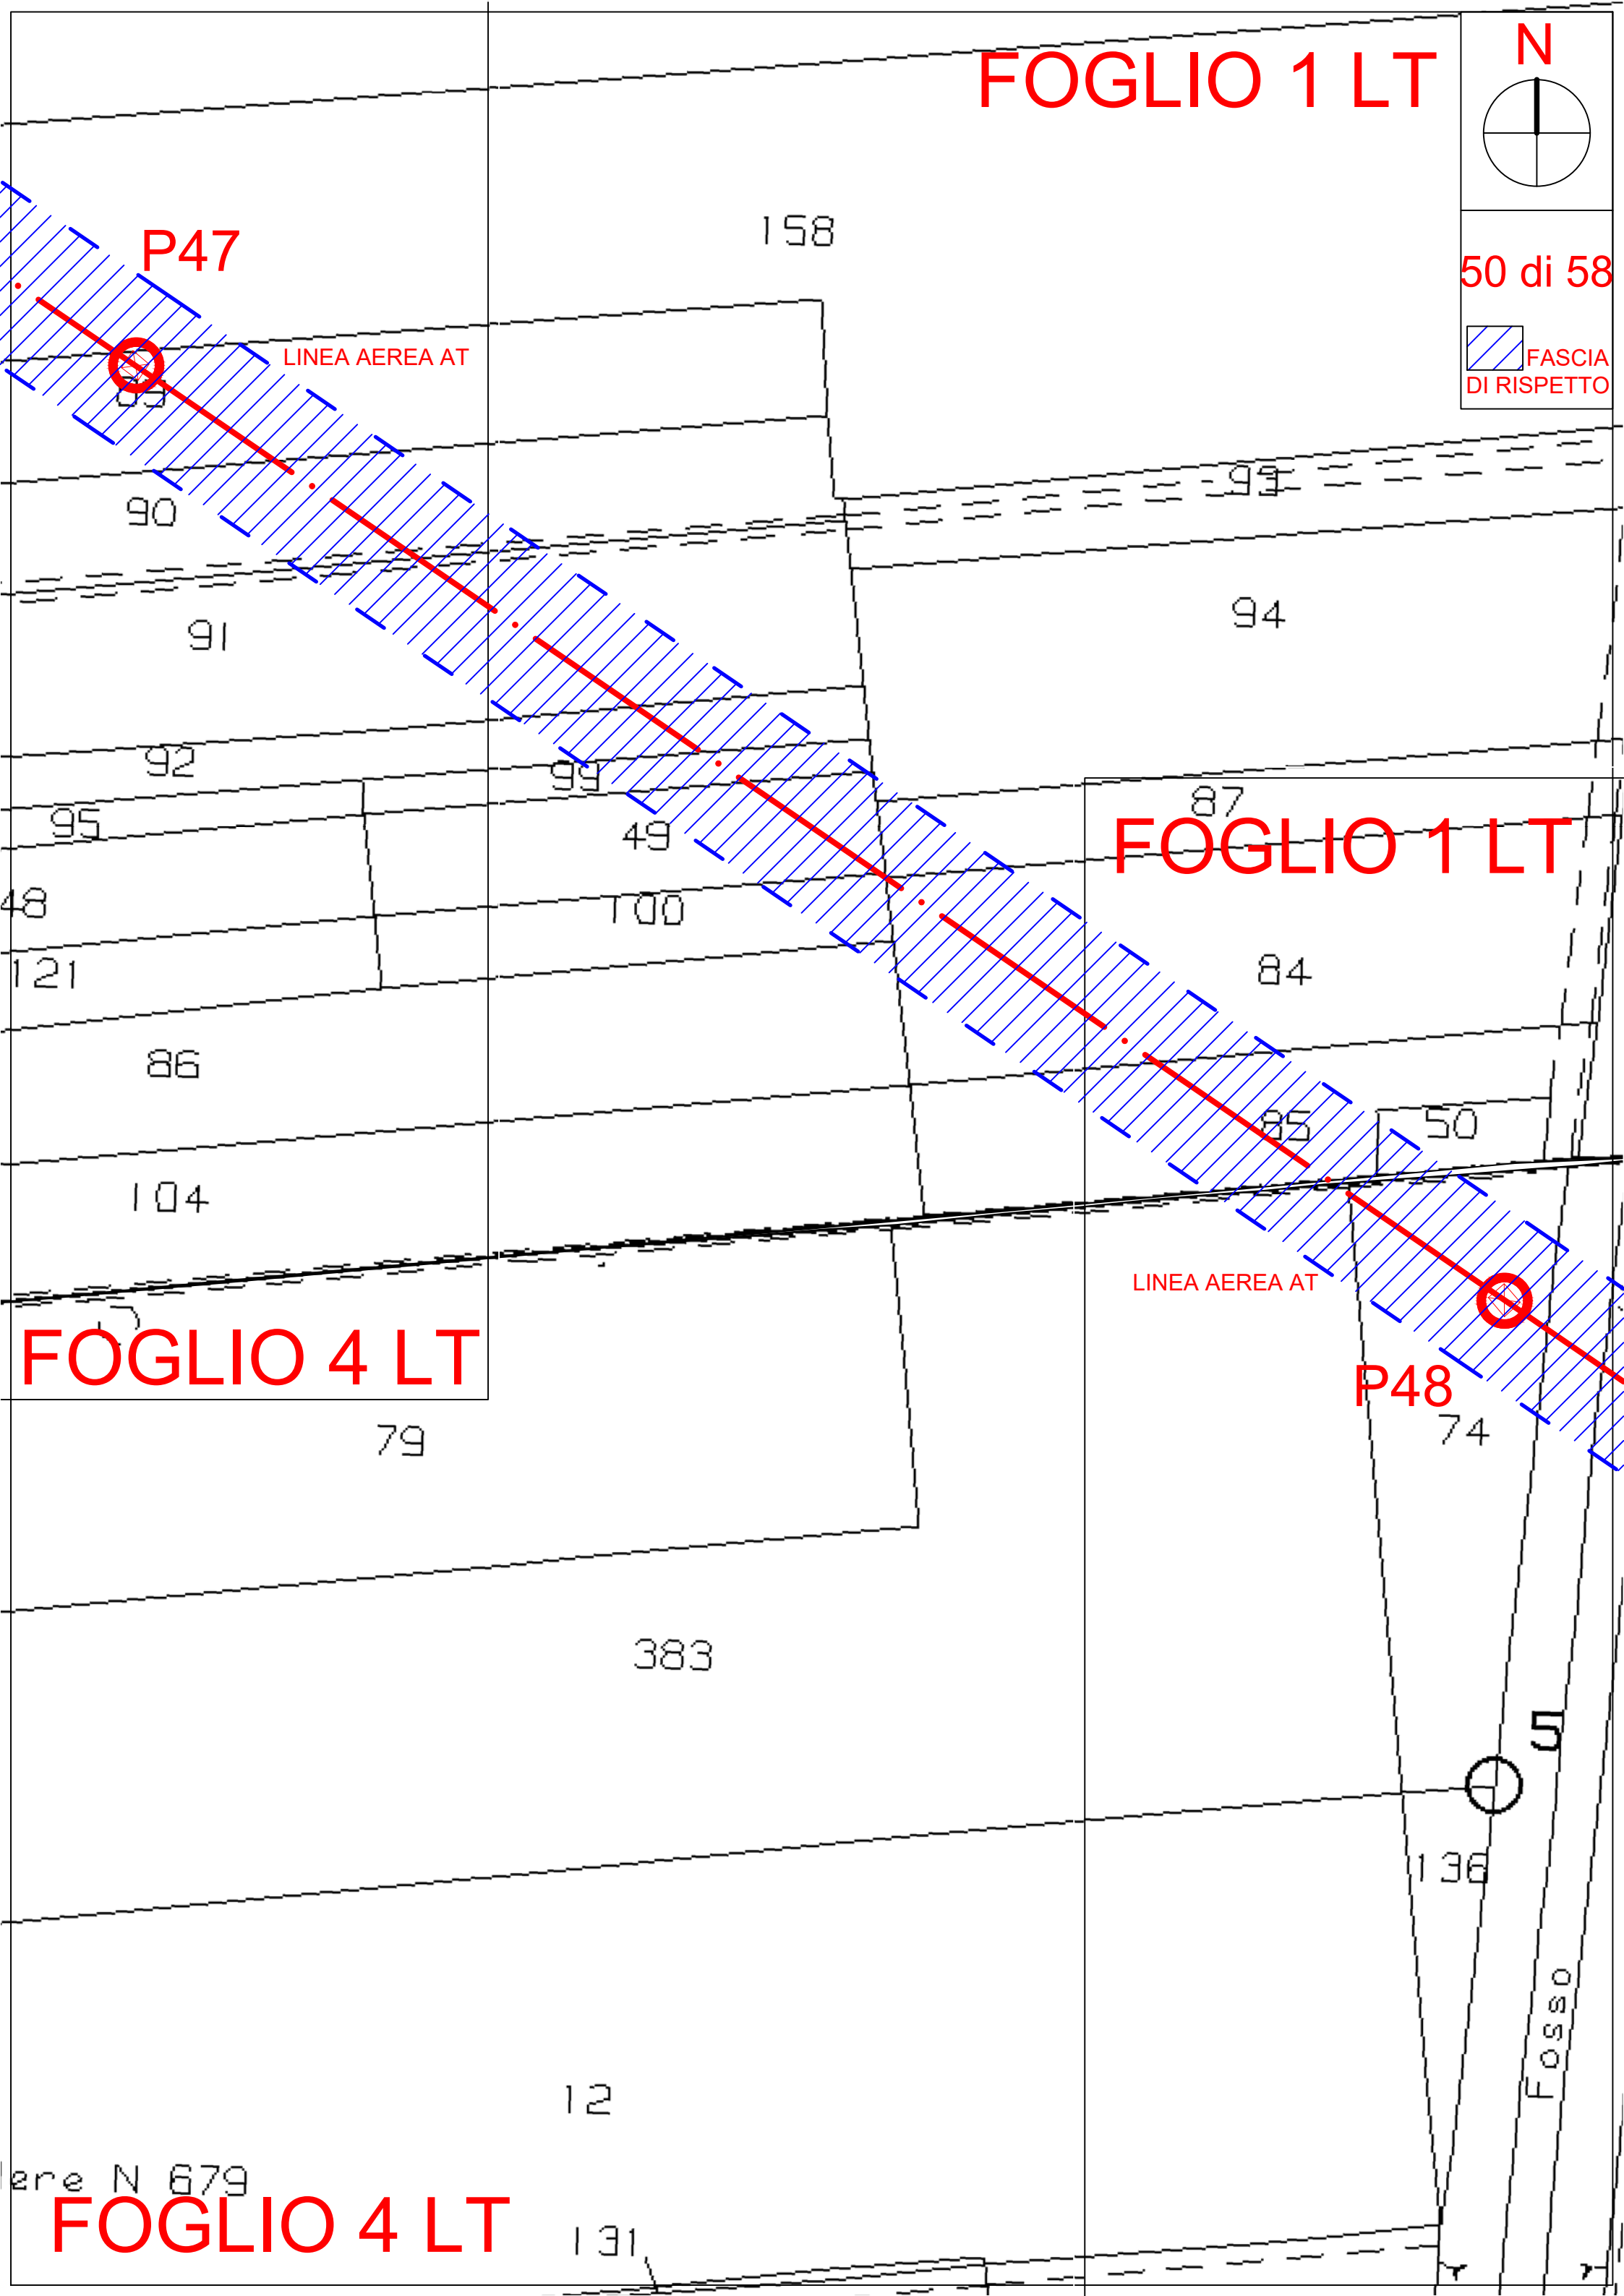 FOGLIO 1 LT
N
50 di 58
FASCIA
DI RISPETTO
158
P47
LINEA AEREA AT
93
90
94
91
92
99
87
95
49
FOGLIO 1 LT
48
100
121
84
86
85
50
104
LINEA AEREA AT
FOGLIO 4 LT
P48
74
79
383
5
136
Fosso
12
ere N 679
FOGLIO 4 LT
131